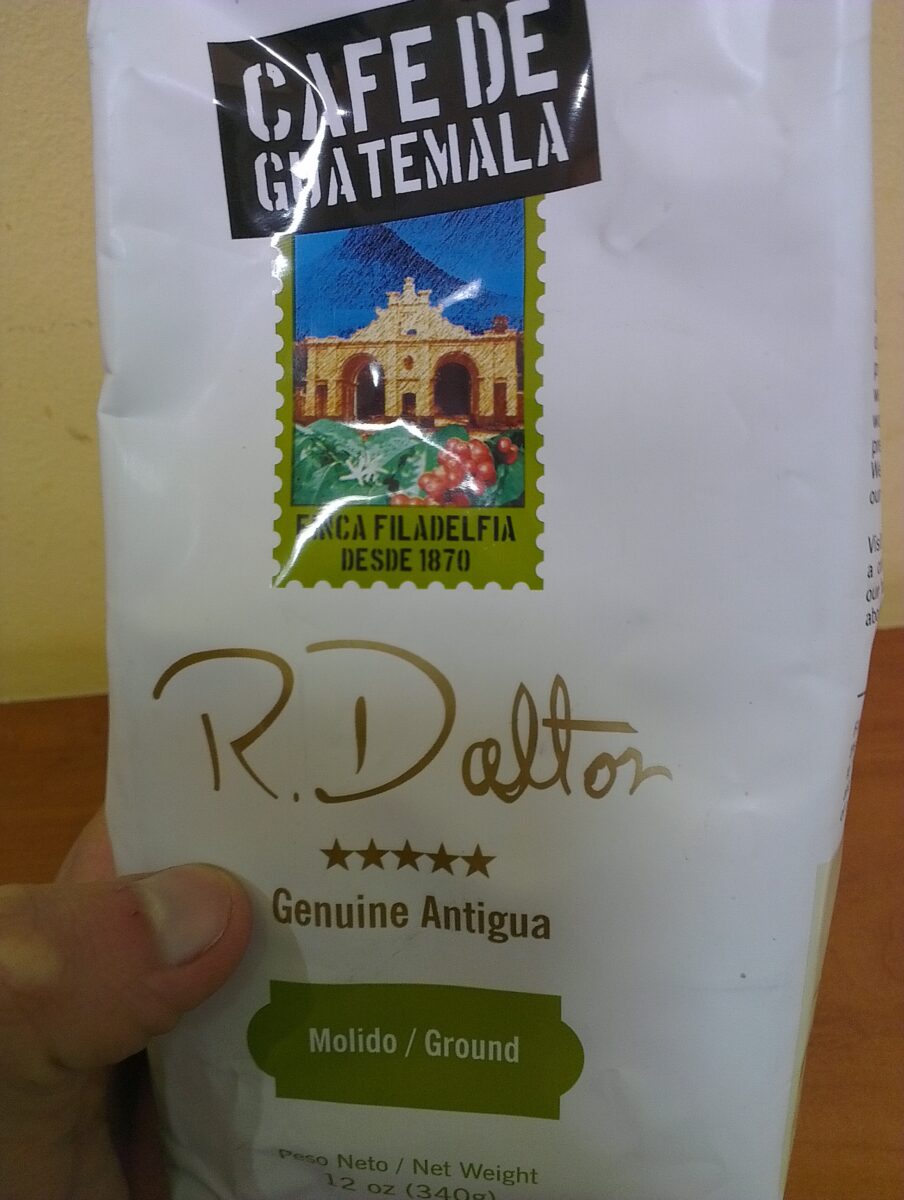 CAFE DE
GUATEMALA
FINCA FILADELFIA
DESDE 1870
R. Dalton
Genuine Antigua
Molido / Ground
Peso Neto / Net Weight
12 oz (340g)